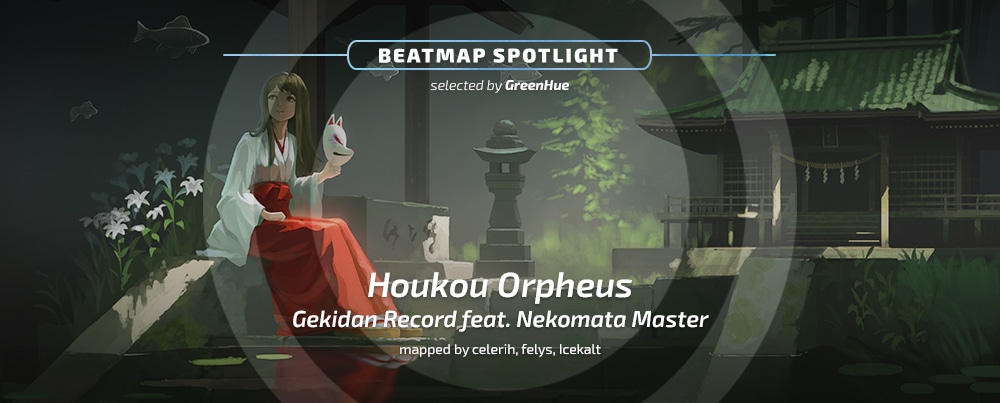 BEATMAP SPOTLIGHT
selected by GreenHue
Houkou Orpheus
Gekidan Record feat. Nekomata Master
mapped by celerih, felys, Icekalt